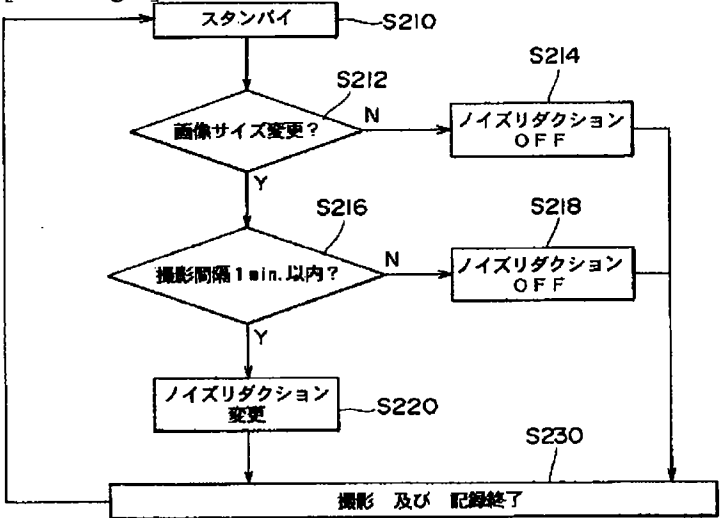 スタンバイ
S210
S212
S214
画像サイズ変更?
N
ノイズリダクション
OFF
Y
S216
S218
撮影間隔1min.以内?
N
ノイズリダクション
OFF
Y
ノイズリダクション
変更
S220
S230
撮影 及び 記録終了